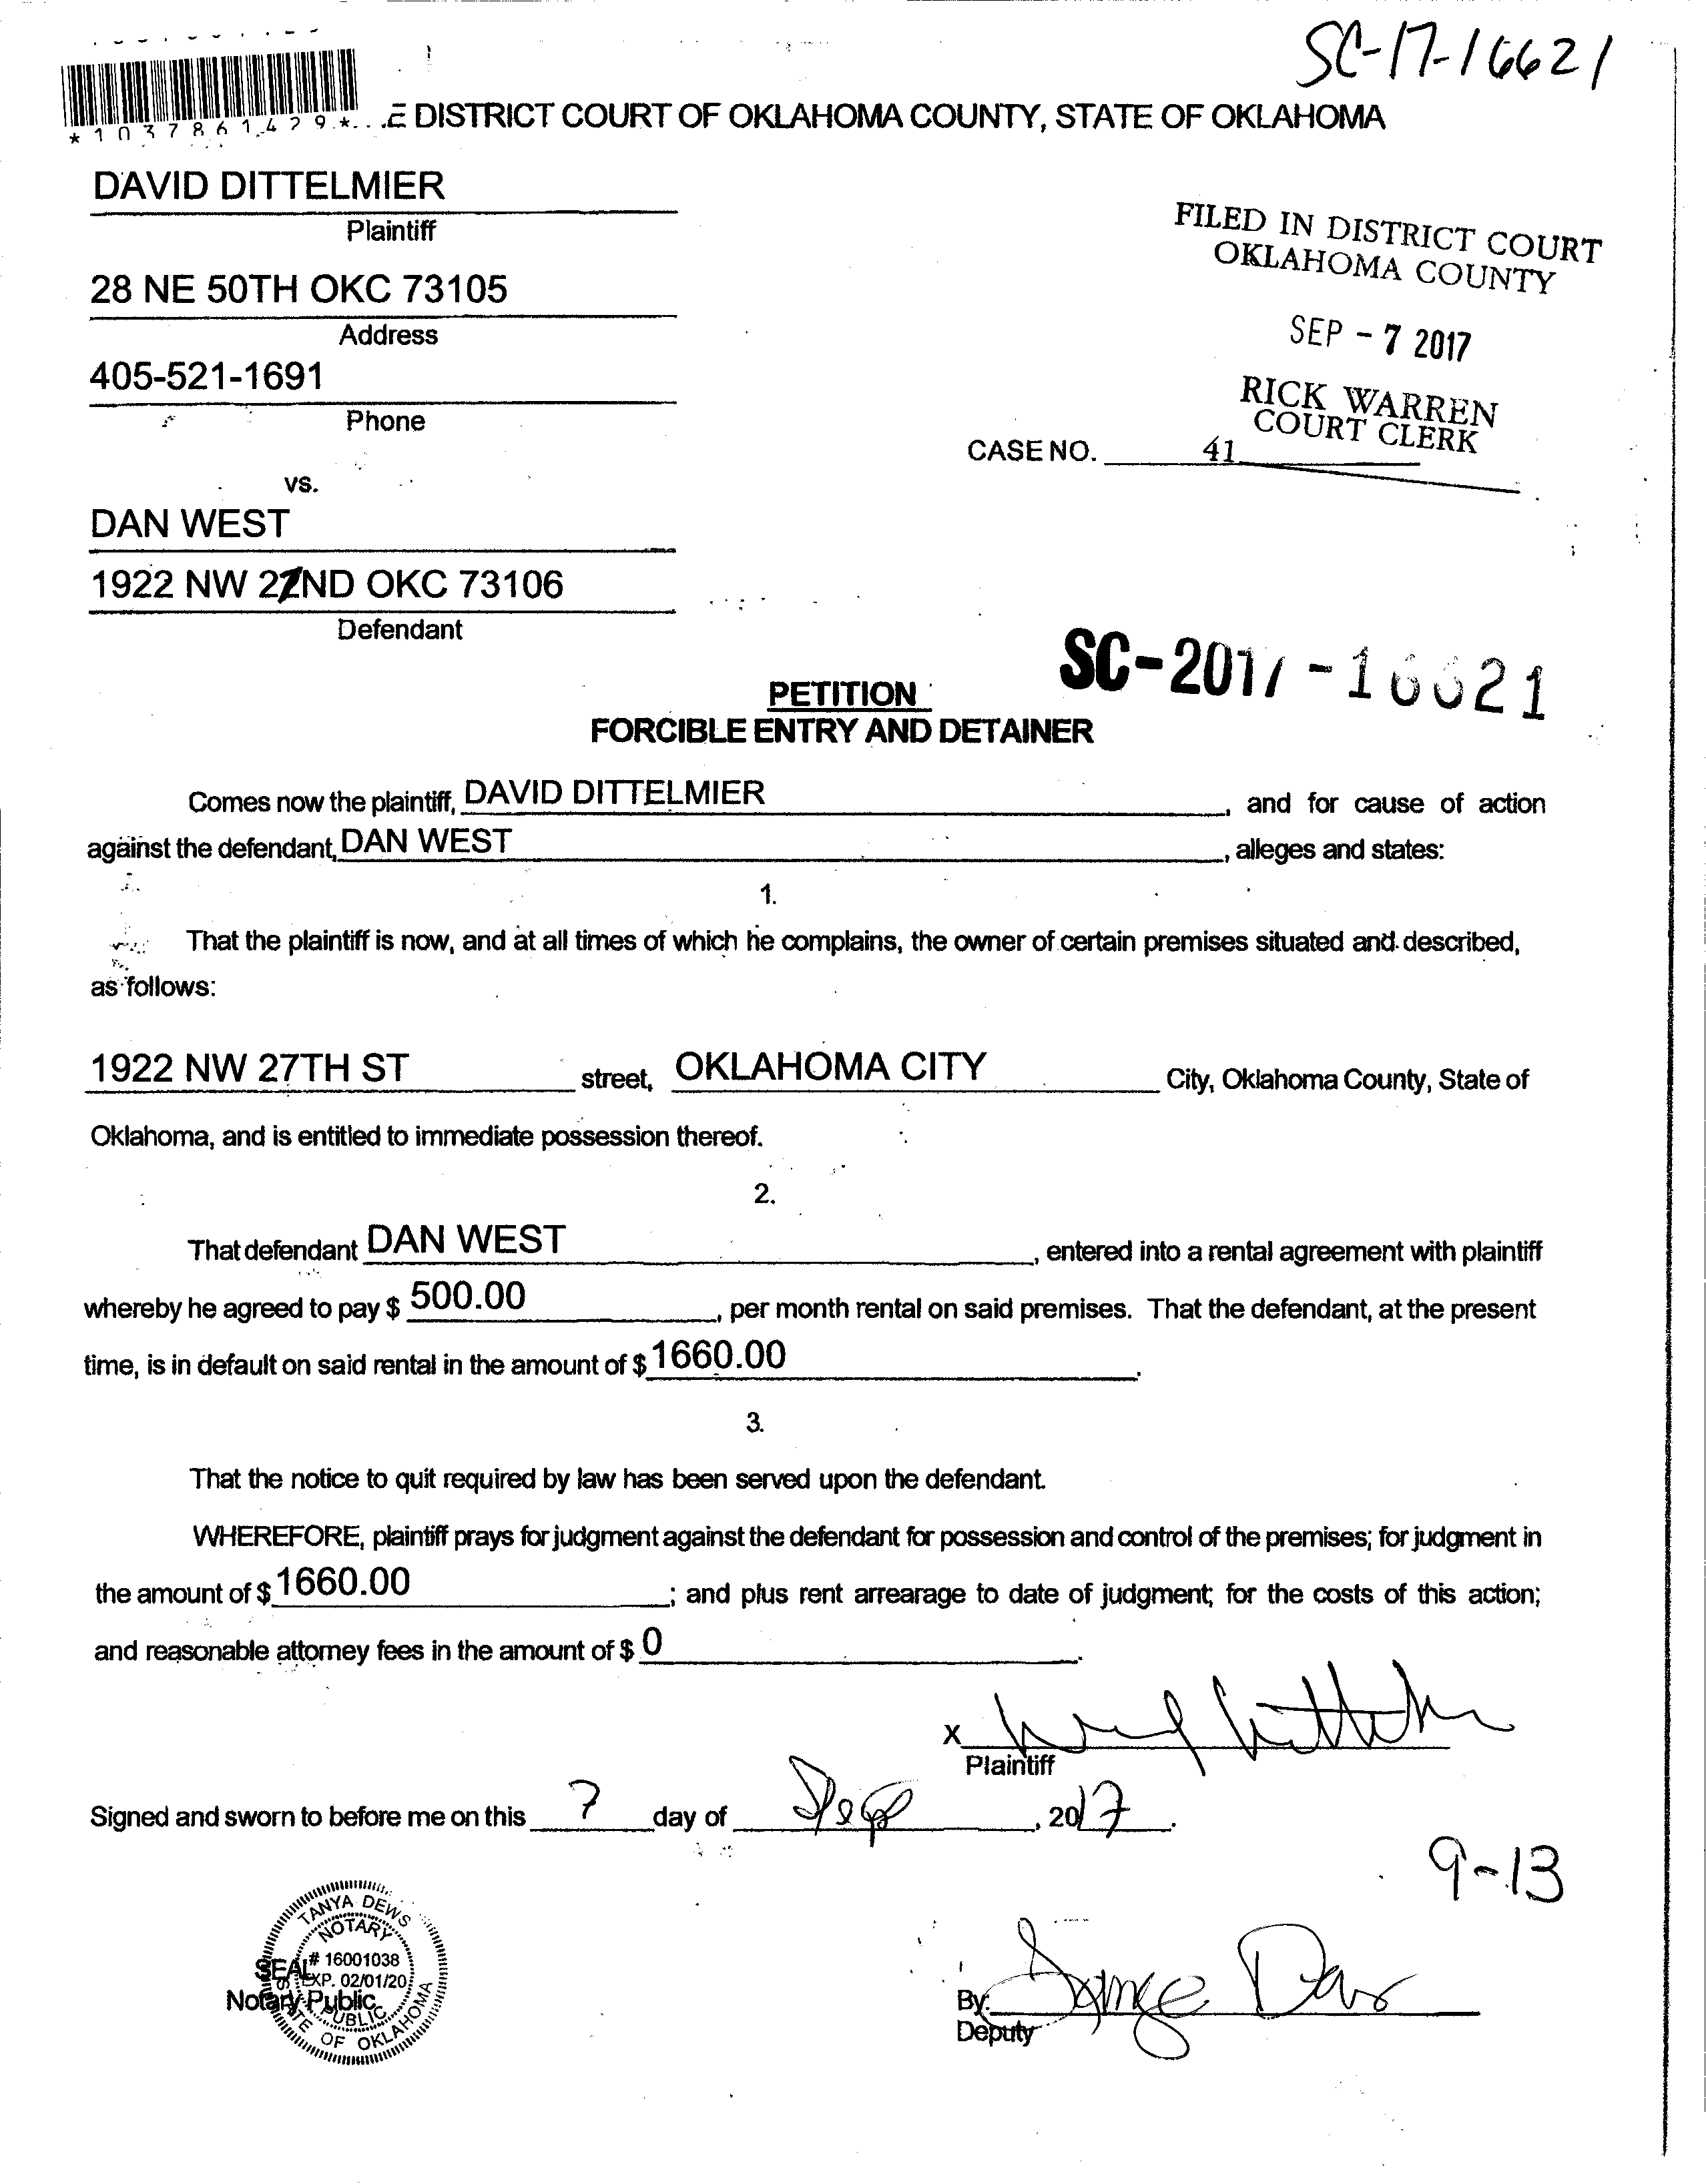 SC-17-16621
*1037861429*
E DISTRICT COURT OF OKLAHOMA COUNTY, STATE OF OKLAHOMA
DAVID DITTELMIER
Plaintiff
28 NE 50TH OKC 73105
Address
405-521-1691
Phone
FILED IN DISTRICT COURT
OKLAHOMA COUNTY
SEP - 7 2017
RICK WARREN
COURT CLERK
CASE NO. 41
vs.
DAN WEST
1922 NW 27ND OKC 73106
Defendant
SC-2017-16621
PETITION
FORCIBLE ENTRY AND DETAINER
Comes now the plaintiff, DAVID DITTELMIER, and for cause of action
against the defendant, DAN WEST, alleges and states:
1.
That the plaintiff is now, and at all times of which he complains, the owner of certain premises situated and described,
as follows:
1922 NW 27TH ST street, OKLAHOMA CITY City, Oklahoma County, State of
Oklahoma, and is entitled to immediate possession thereof.
2.
That defendant DAN WEST, entered into a rental agreement with plaintiff
whereby he agreed to pay $ 500.00, per month rental on said premises. That the defendant, at the present
time, is in default on said rental in the amount of $ 1660.00.
3.
That the notice to quit required by law has been served upon the defendant.
WHEREFORE, plaintiff prays for judgment against the defendant for possession and control of the premises; for judgment in
the amount of $ 1660.00; and plus rent arrearage to date of judgment; for the costs of this action;
and reasonable attorney fees in the amount of $ 0.
X
Plaintiff
Signed and sworn to before me on this 7 day of Sept, 2017.
9-13
TANYA DEWS
NOTARY
# 16001038
SEAL
EXP. 02/01/20
Notary Public
PUBLIC
STATE OF OKLAHOMA
By:
Deputy